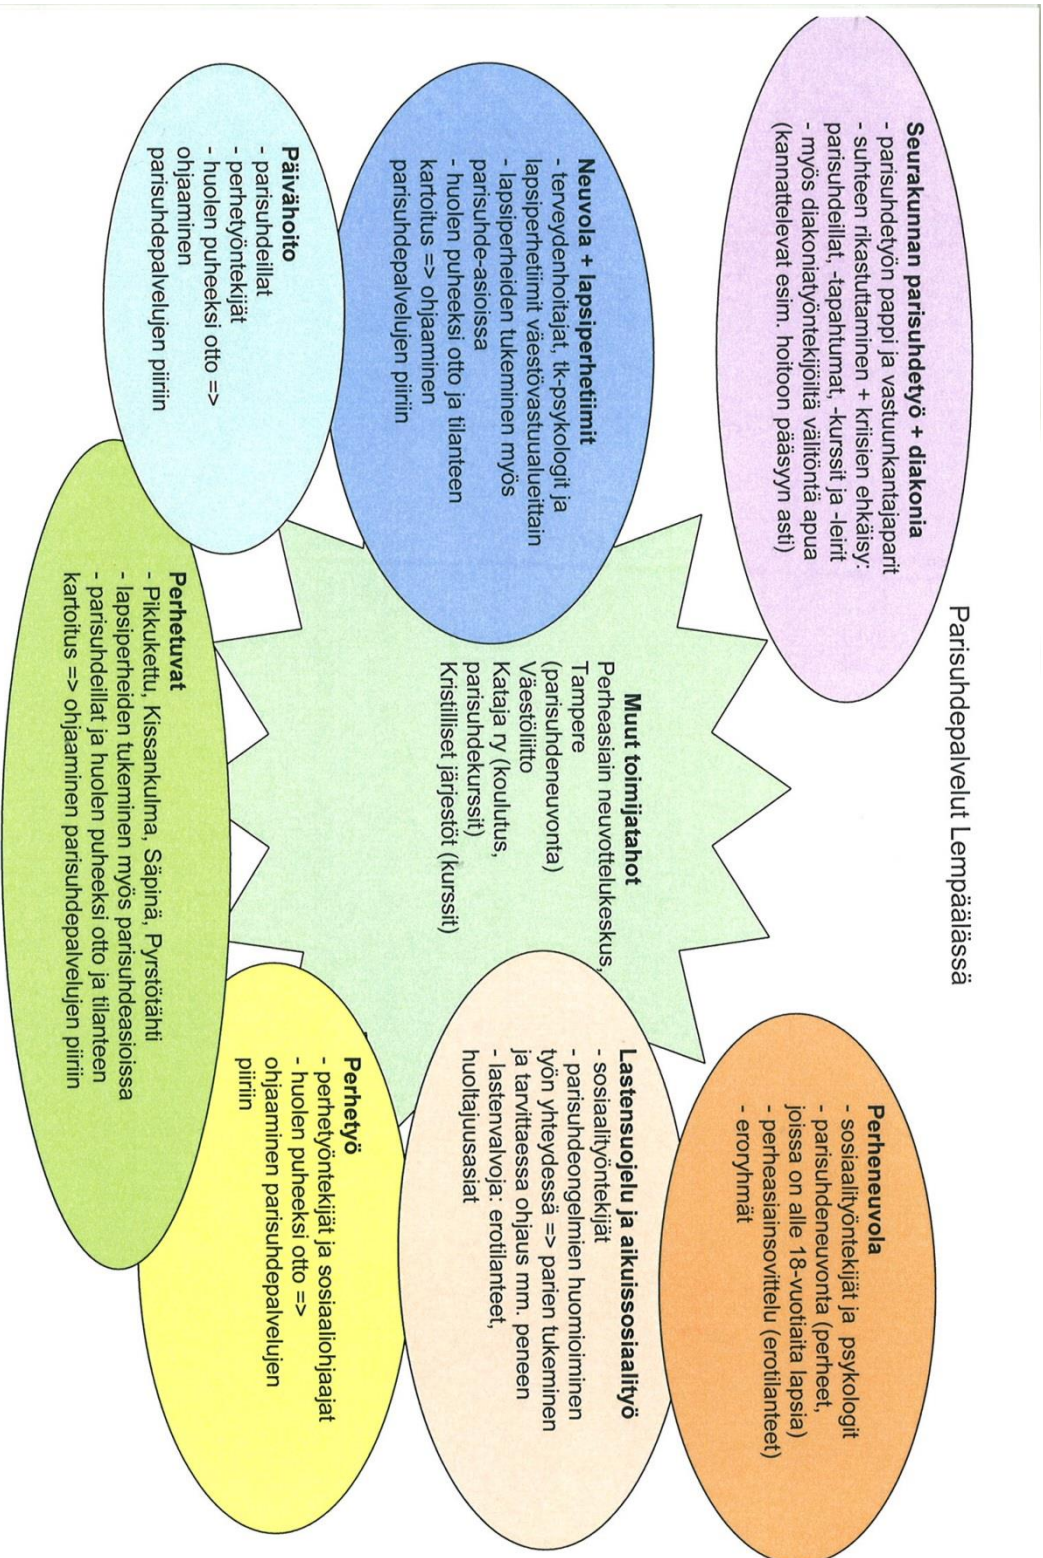 Parisuhdepalvelut Lempäälässä
Seurakunnan parisuhdetyö + diakonia
- parisuhdetyön pappi ja vastuunkantajaparit
- suhteen rikastuttaminen + kriisien ehkäisy:
parisuhdeillat, -tapahtumat, -kurssit ja -leirit
- myös diakoniatyöntekijöiltä välitöntä apua
(kannattelevat esim. hoitoon pääsyyn asti)
Perheneuvola
- sosiaalityöntekijät ja psykologit
- parisuhdeneuvonta (perheet,
joissa on alle 18-vuotiaita lapsia)
- perheasiainsovittelu (erotilanteet)
- eroryhmät
Neuvola + lapsiperhetiimit
- terveydenhoitajat, tk-psykologit ja
lapsiperhetiimit väestövastuualueittain
- lapsiperheiden tukeminen myös
parisuhde-asioissa
- huolen puheeksi otto ja tilanteen
kartoitus => ohjaaminen
parisuhdepalvelujen piiriin
Muut toimijatahot
Perheasiain neuvottelukeskus,
Tampere
(parisuhdeneuvonta)
Väestöliitto
Kataja ry (koulutus,
parisuhdekurssit)
Kristilliset järjestöt (kurssit)
Lastensuojelu ja aikuissosiaalityö
- sosiaalityöntekijät
- parisuhdeongelmien huomioiminen
työn yhteydessä => parien tukeminen
ja tarvittaessa ohjaus mm. peneen
- lastenvalvoja: erotilanteet,
huoltajuusasiat
Päivähoito
- parisuhdeillat
- perhetyöntekijät
- huolen puheeksi otto =>
ohjaaminen
parisuhdepalvelujen piiriin
Perhetyö
- perhetyöntekijät ja sosiaaliohjaajat
- huolen puheeksi otto =>
ohjaaminen parisuhdepalvelujen
piiriin
Perhetuvat
- Pikkukettu, Kissankulma, Säpinä, Pyrstötähti
- lapsiperheiden tukeminen myös parisuhdeasioissa
- parisuhdeillat ja huolen puheeksi otto ja tilanteen
kartoitus => ohjaaminen parisuhdepalvelujen piiriin